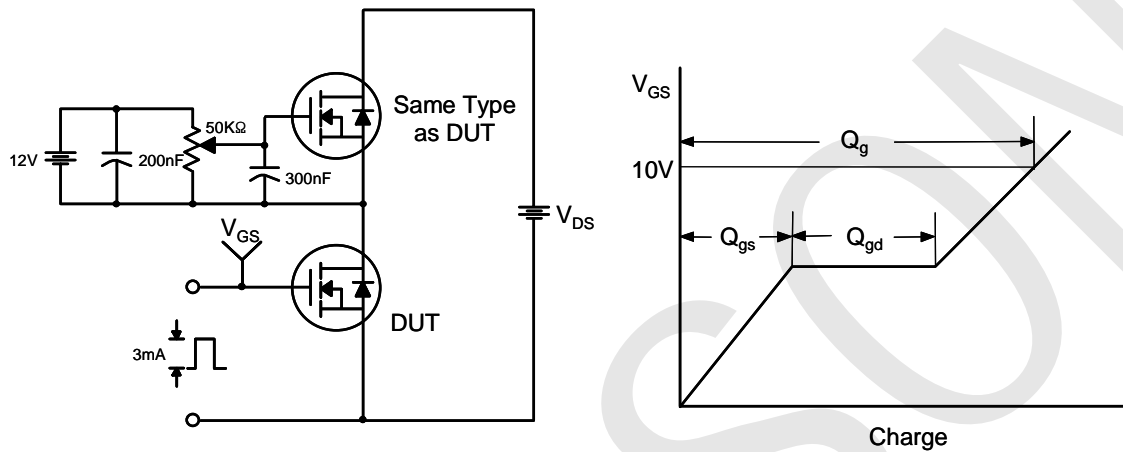 12V
200nF
50KΩ
300nF
Same Type
as DUT
V_DS
V_GS
DUT
3mA
V_GS
10V
Q_g
Q_gs
Q_gd
Charge